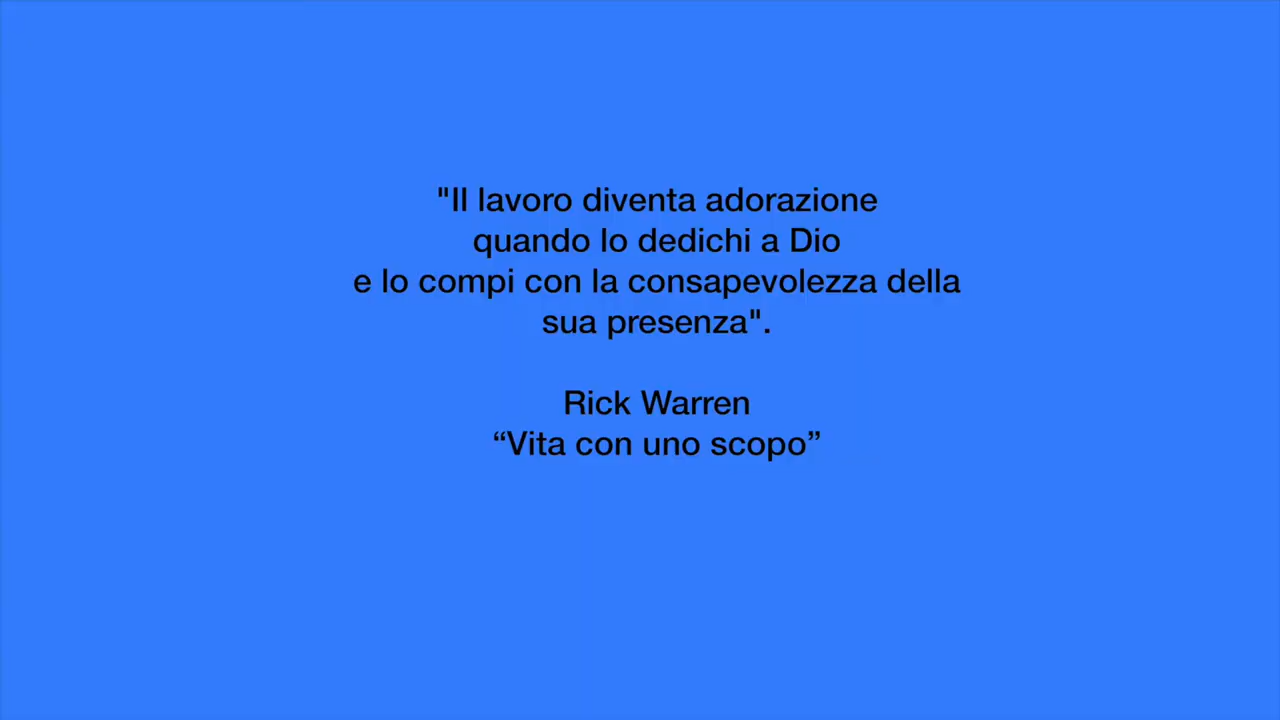 "Il lavoro diventa adorazione
quando lo dedichi a Dio
e lo compi con la consapevolezza della
sua presenza".
Rick Warren
“Vita con uno scopo”